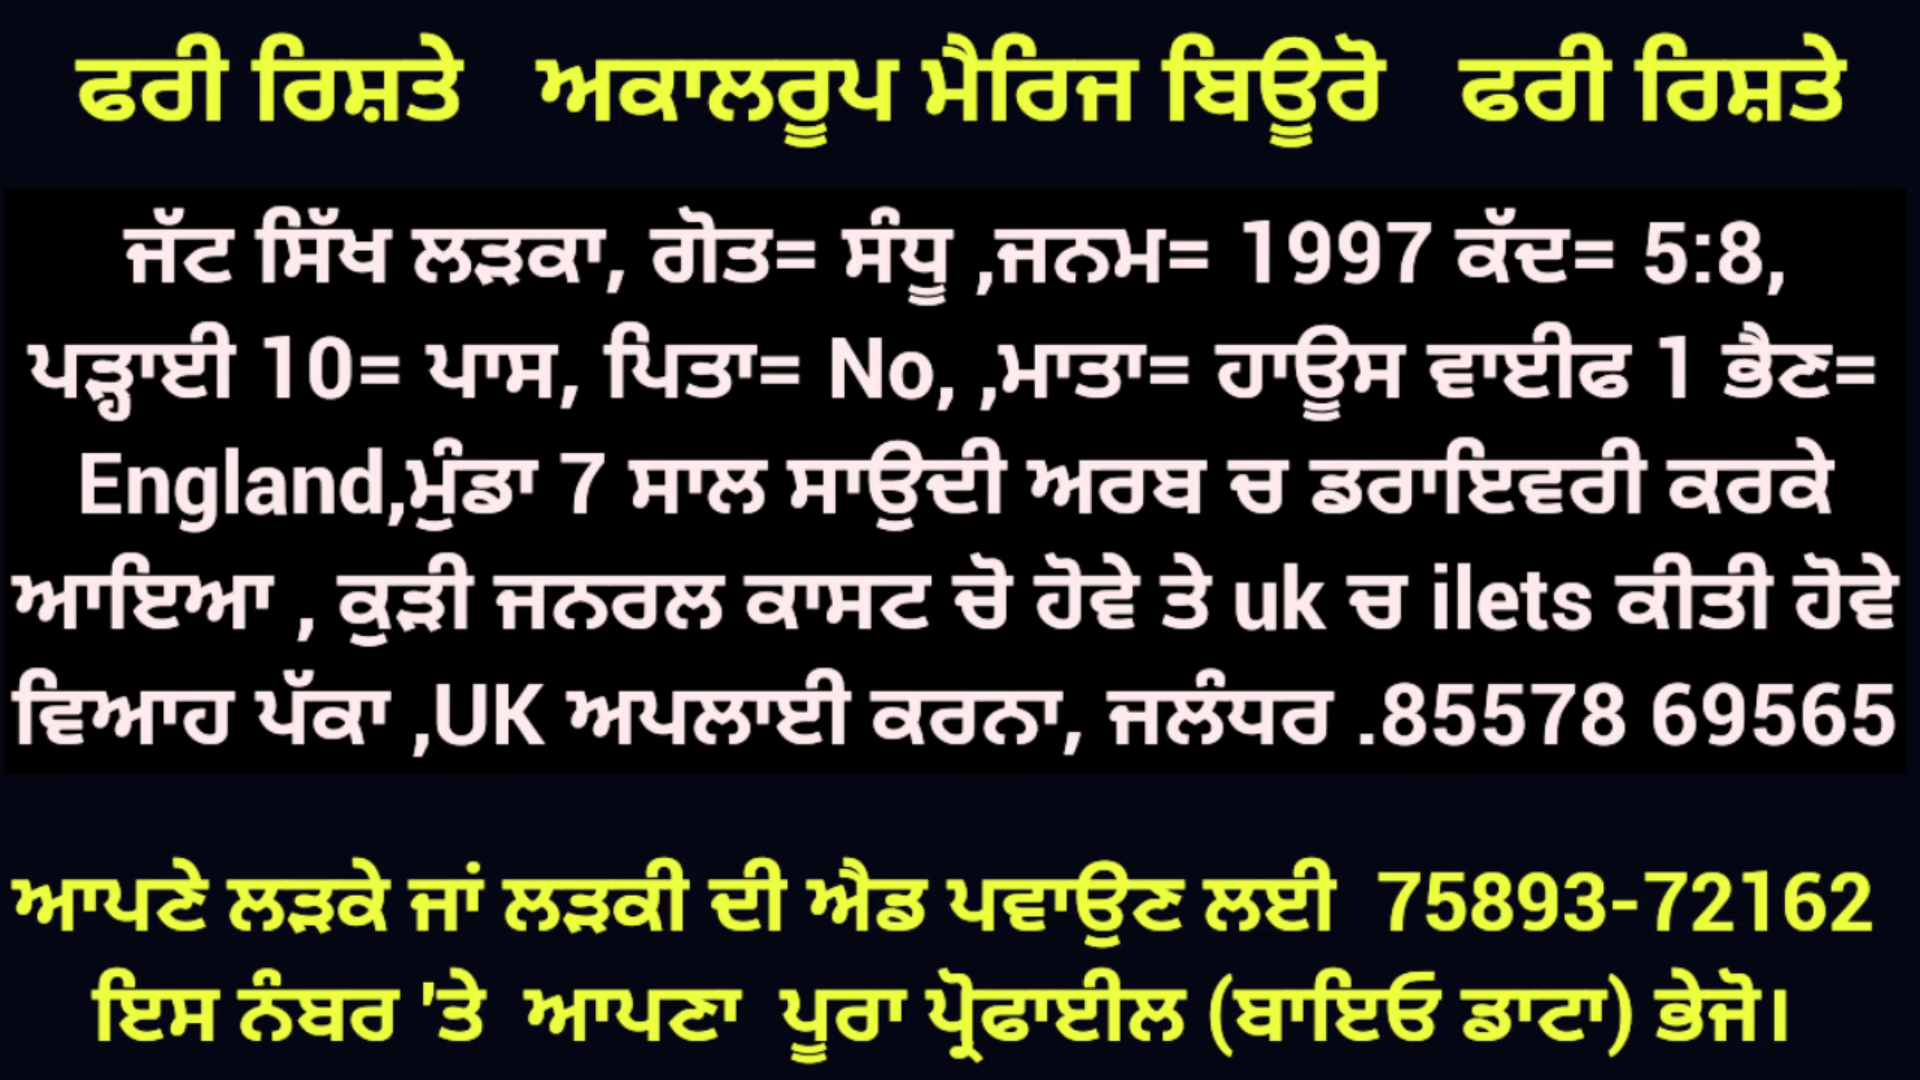 ਫਰੀ ਰਿਸ਼ਤੇ ਅਕਾਲਰੂਪ ਮੈਰਿਜ ਬਿਊਰੋ ਫਰੀ ਰਿਸ਼ਤੇ
ਜੱਟ ਸਿੱਖ ਲੜਕਾ, ਗੋਤ= ਸੰਧੂ ,ਜਨਮ= 1997 ਕੱਦ= 5:8,
ਪੜ੍ਹਾਈ 10= ਪਾਸ, ਪਿਤਾ= No, ,ਮਾਤਾ= ਹਾਊਸ ਵਾਈਫ 1 ਭੈਣ=
England,ਮੁੰਡਾ 7 ਸਾਲ ਸਾਊਦੀ ਅਰਬ ਚ ਡਰਾਇਵਰੀ ਕਰਕੇ
ਆਇਆ , ਕੁੜੀ ਜਨਰਲ ਕਾਸਟ ਚੋ ਹੋਵੇ ਤੇ uk ਚ ilets ਕੀਤੀ ਹੋਵੇ
ਵਿਆਹ ਪੱਕਾ ,UK ਅਪਲਾਈ ਕਰਨਾ, ਜਲੰਧਰ .85578 69565
ਆਪਣੇ ਲੜਕੇ ਜਾਂ ਲੜਕੀ ਦੀ ਐਡ ਪਵਾਉਣ ਲਈ 75893-72162
ਇਸ ਨੰਬਰ 'ਤੇ ਆਪਣਾ ਪੂਰਾ ਪ੍ਰੋਫਾਈਲ (ਬਾਇਓ ਡਾਟਾ) ਭੇਜੋ।